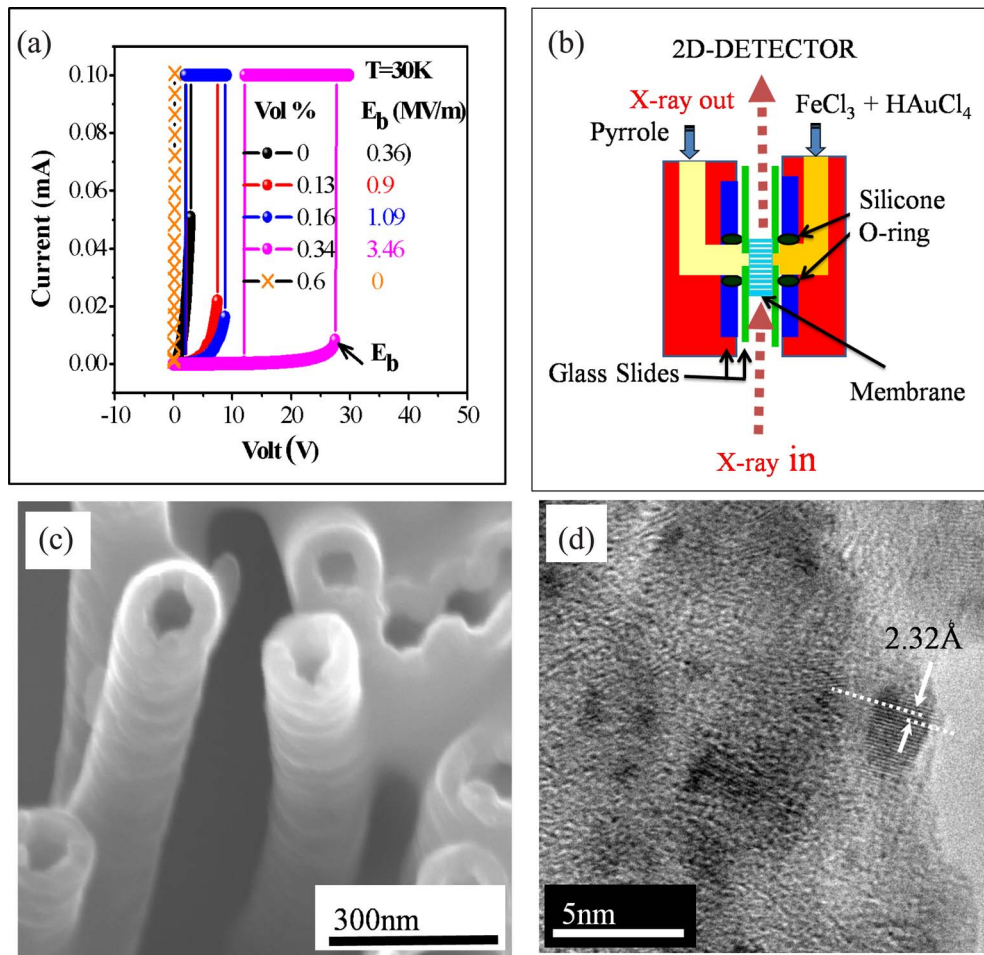 (a)
T=30K
Vol % E_b (MV/m)
0 0.36)
0.13 0.9
0.16 1.09
0.34 3.46
0.6 0
E_b
0.10
0.08
0.06
0.04
0.02
0.00
Current (mA)
-10 0 10 20 30 40 50
Volt (V)
(b)
2D-DETECTOR
X-ray out
FeCl₃ + HAuCl₄
Pyrrole
Silicone
O-ring
Glass Slides
Membrane
X-ray in
(c)
300nm
(d)
2.32Å
5nm